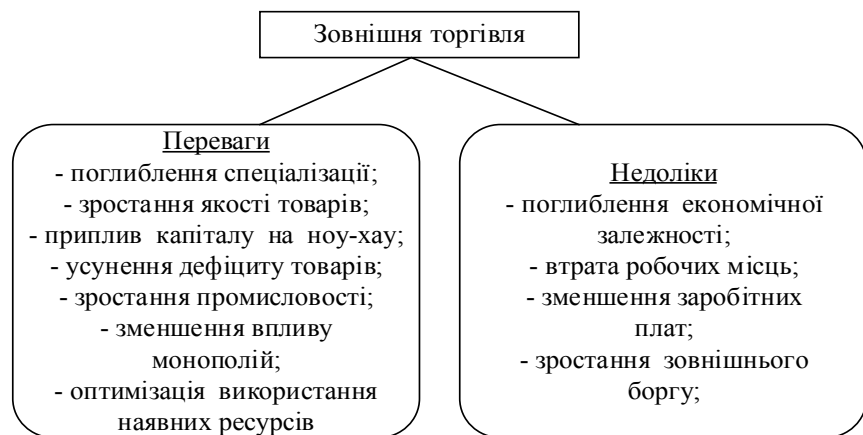 Зовнішня торгівля
Переваги
- поглиблення спеціалізації;
- зростання якості товарів;
- приплив капіталу на ноу-хау;
- усунення дефіциту товарів;
- зростання промисловості;
- зменшення впливу
монополій;
- оптимізація використання
наявних ресурсів
Недоліки
- поглиблення економічної
залежності;
- втрата робочих місць;
- зменшення заробітних
плат;
- зростання зовнішнього
боргу;